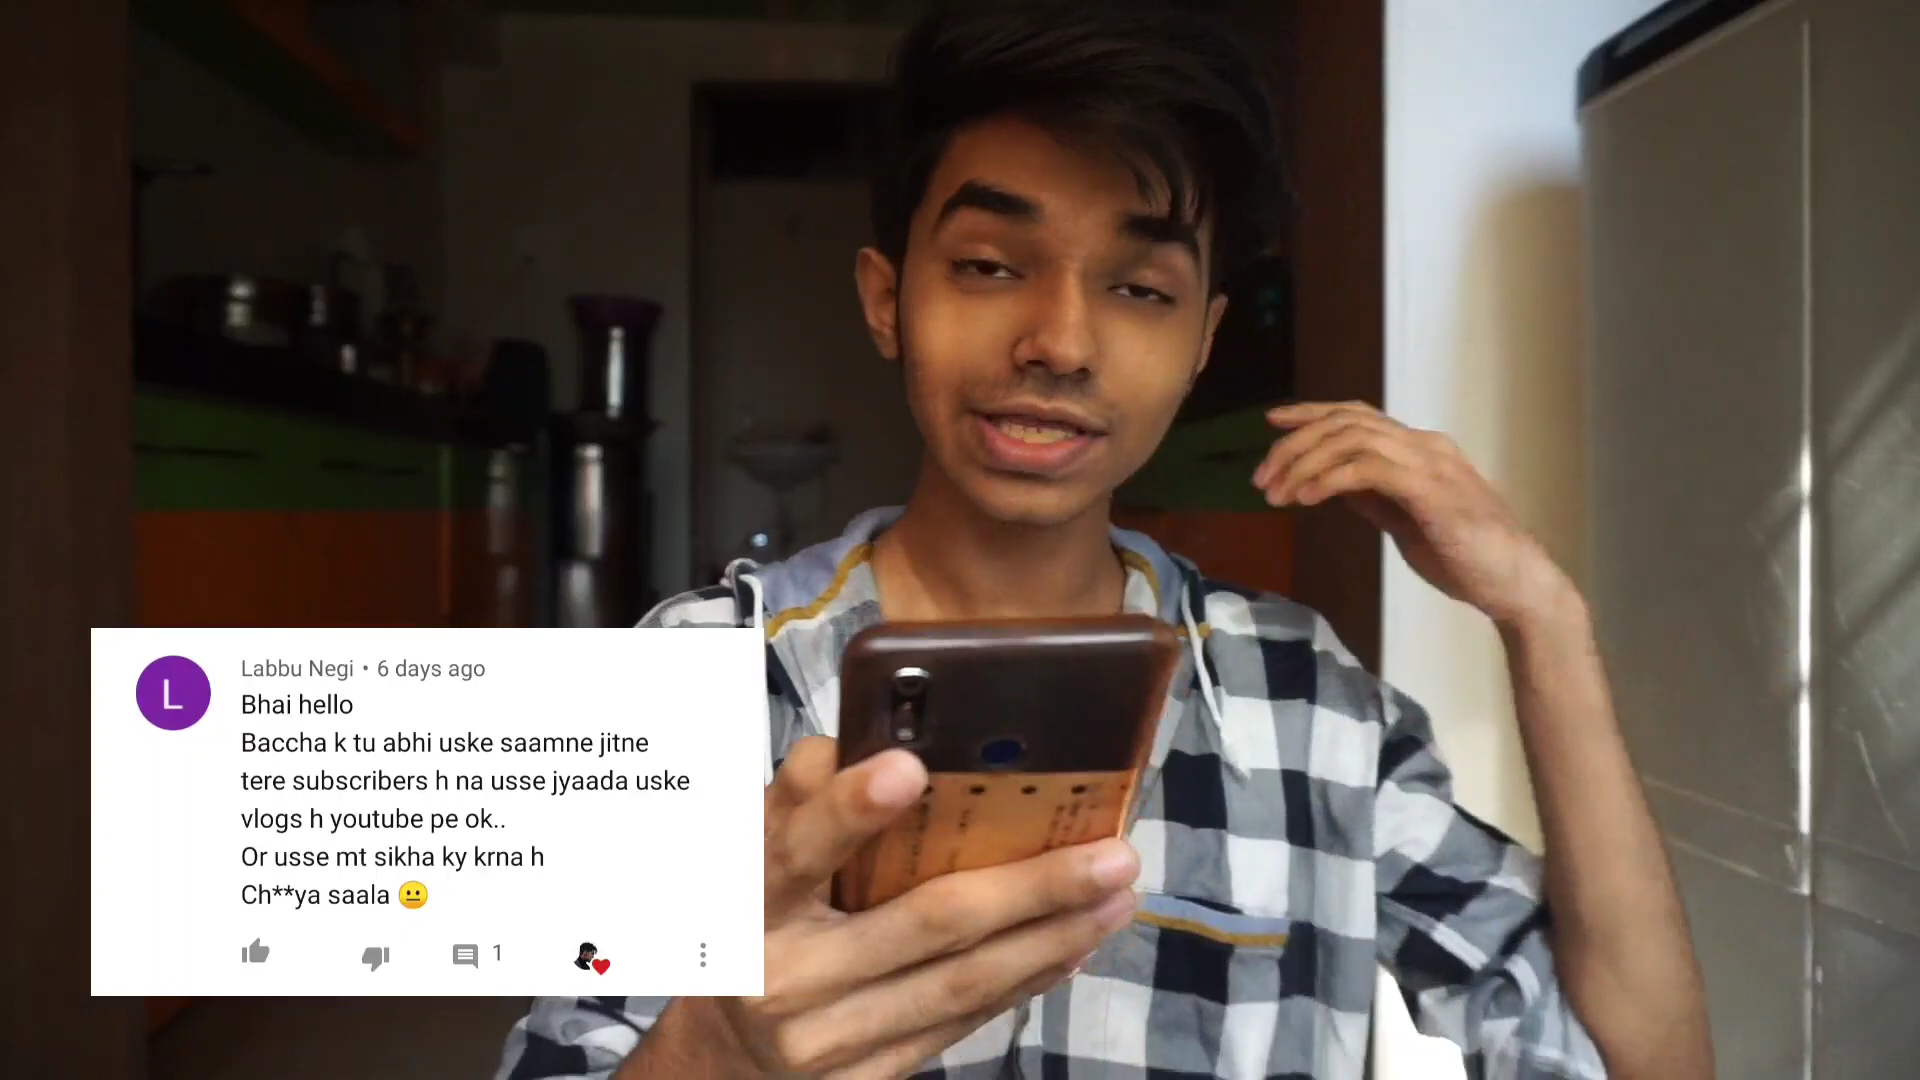 L
Labbu Negi • 6 days ago
Bhai hello
Baccha k tu abhi uske saamne jitne
tere subscribers h na usse jyaada uske
vlogs h youtube pe ok..
Or usse mt sikha ky krna h
Ch**ya saala 😐
1